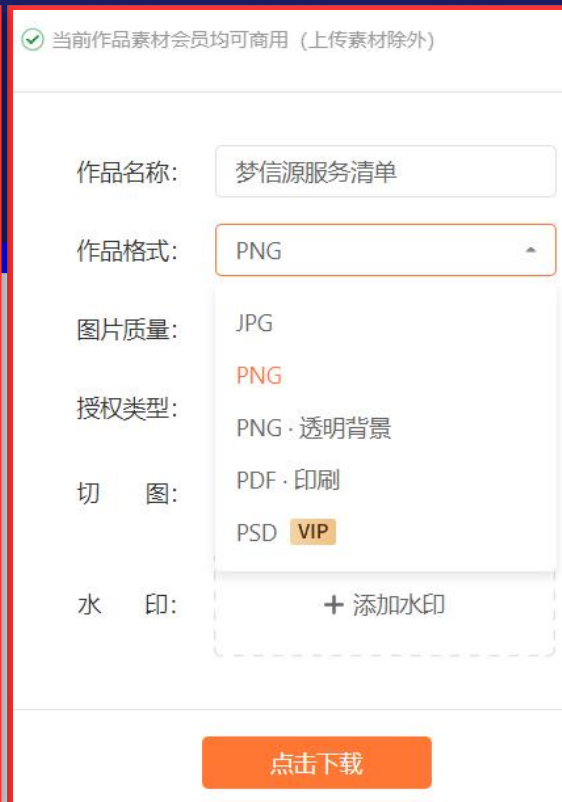 当前作品素材会员均可商用（上传素材除外）
作品名称： 梦信源服务清单
作品格式： PNG
图片质量： JPG
PNG
授权类型：
PNG · 透明背景
切 图： PDF · 印刷
PSD VIP
水 印： + 添加水印
点击下载